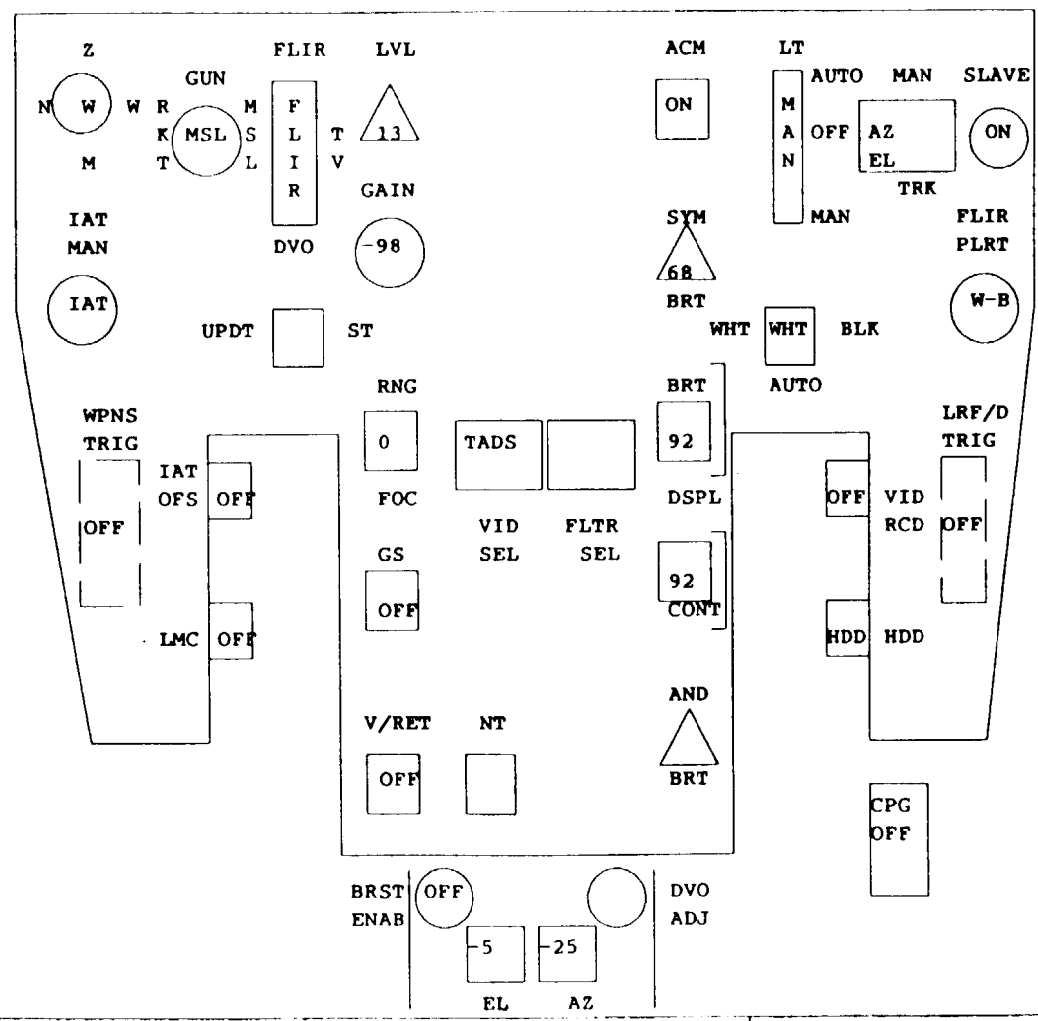 Z FLIR LVL ACM LT
GUN AUTO MAN SLAVE
N W W R M F ON M
K MSL S L T 13 A OFF AZ ON
M T L I V N EL
R GAIN TRK
IAT SYM MAN FLIR
MAN DVO -98 PLRT
68
IAT BRT W-B
UPDT ST WHT WHT BLK
RNG BRT AUTO
WPNS LRF/D
TRIG 0 TADS 92 TRIG
IAT
OFS OFF FOC DSPL OFF VID
OFF VID FLTR RCD OFF
GS SEL SEL
92
OFF CONT
LMC OFF HDD HDD
AND
V/RET NT
OFF BRT
CPG
OFF
BRST OFF DVO
ENAB ADJ
-5 -25
EL AZ